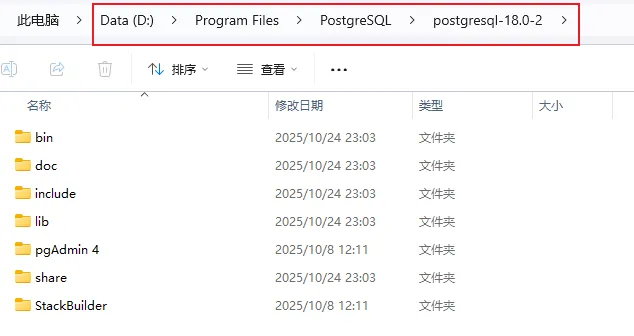 此电脑 > Data (D:) > Program Files > PostgreSQL > postgresql-18.0-2 >
排序 查看 ...
名称 修改日期 类型 大小
bin 2025/10/24 23:03 文件夹
doc 2025/10/24 23:03 文件夹
include 2025/10/24 23:03 文件夹
lib 2025/10/24 23:03 文件夹
pgAdmin 4 2025/10/8 12:11 文件夹
share 2025/10/24 23:03 文件夹
StackBuilder 2025/10/8 12:11 文件夹